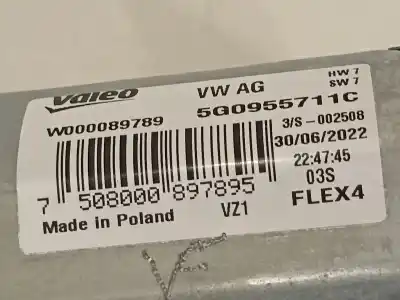 Valeo
VW AG
HW 7
SW 7
W000089789
5G0955711C
3/S-002508
30/06/2022
22:47:45
03S
7 508000 897895
Made in Poland
VZ1
FLEX4